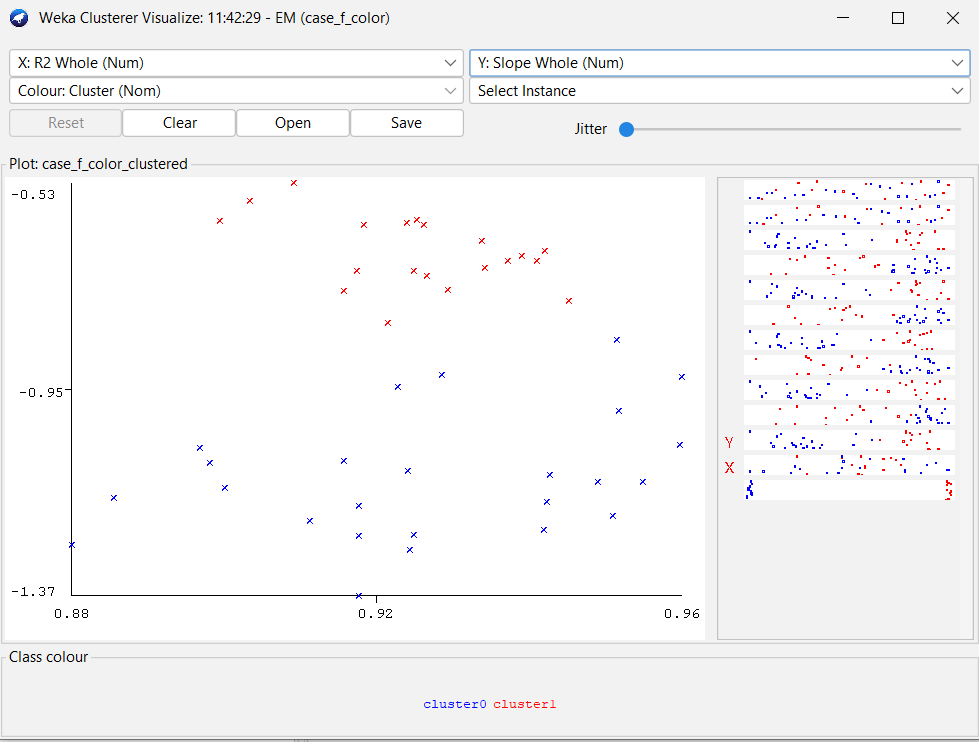 Weka Clusterer Visualize: 11:42:29 - EM (case_f_color)
X: R2 Whole (Num) Y: Slope Whole (Num)
Colour: Cluster (Nom) Select Instance
Reset Clear Open Save Jitter
Plot: case_f_color_clustered
-0.53
-0.95
-1.37
0.88 0.92 0.96
Y
X
Class colour
cluster0 cluster1